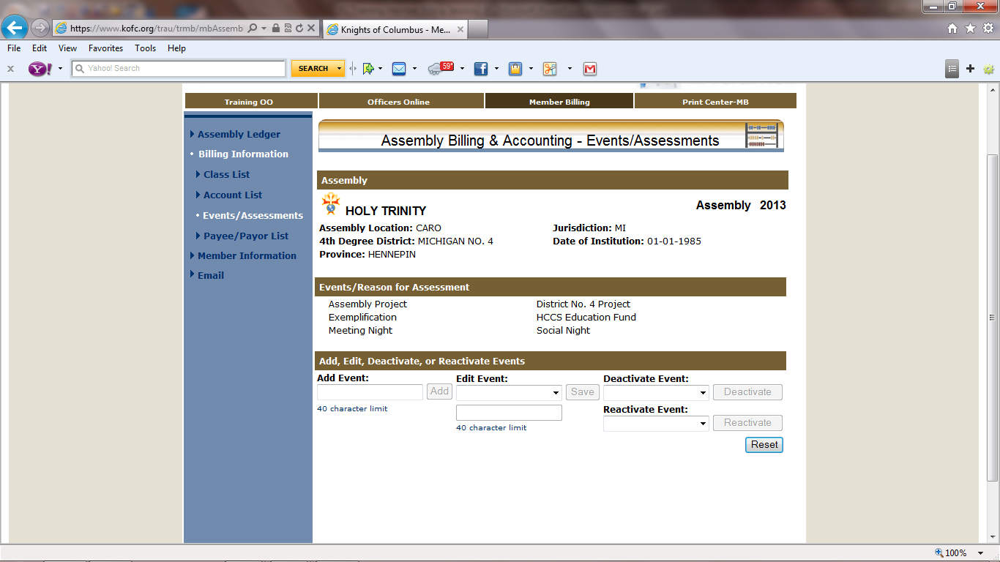 https://www.kofc.org/trau/trmb/mbAssemb
Knights of Columbus - Me...
File Edit View Favorites Tools Help
Yahoo! Search
SEARCH
59°
Training OO
Officers Online
Member Billing
Print Center-MB
Assembly Ledger
Billing Information
Class List
Account List
Events/Assessments
Payee/Payor List
Member Information
Email
Assembly Billing & Accounting - Events/Assessments
Assembly
HOLY TRINITY
Assembly 2013
Assembly Location: CARO
Jurisdiction: MI
4th Degree District: MICHIGAN NO. 4
Date of Institution: 01-01-1985
Province: HENNEPIN
Events/Reason for Assessment
Assembly Project
District No. 4 Project
Exemplification
HCCS Education Fund
Meeting Night
Social Night
Add, Edit, Deactivate, or Reactivate Events
Add Event:
Add
40 character limit
Edit Event:
Save
40 character limit
Deactivate Event:
Deactivate
Reactivate Event:
Reactivate
Reset
100%